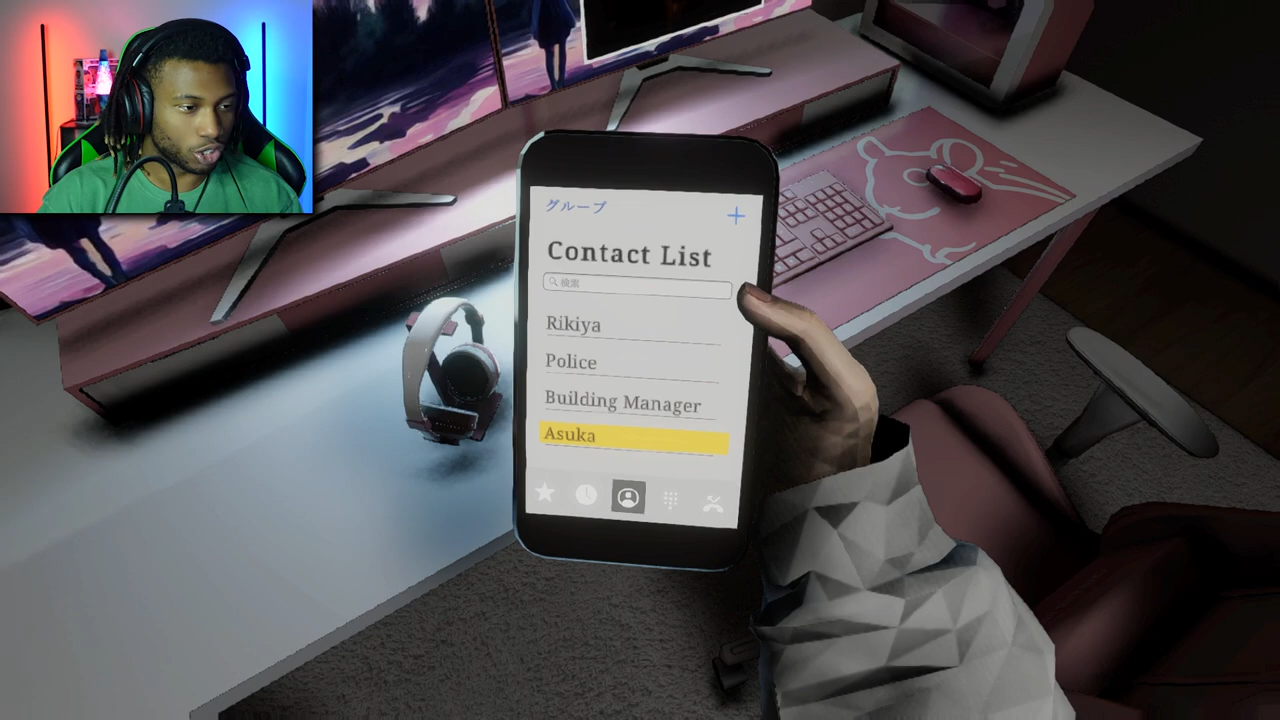 グループ
+
Contact List
検索
Rikiya
Police
Building Manager
Asuka